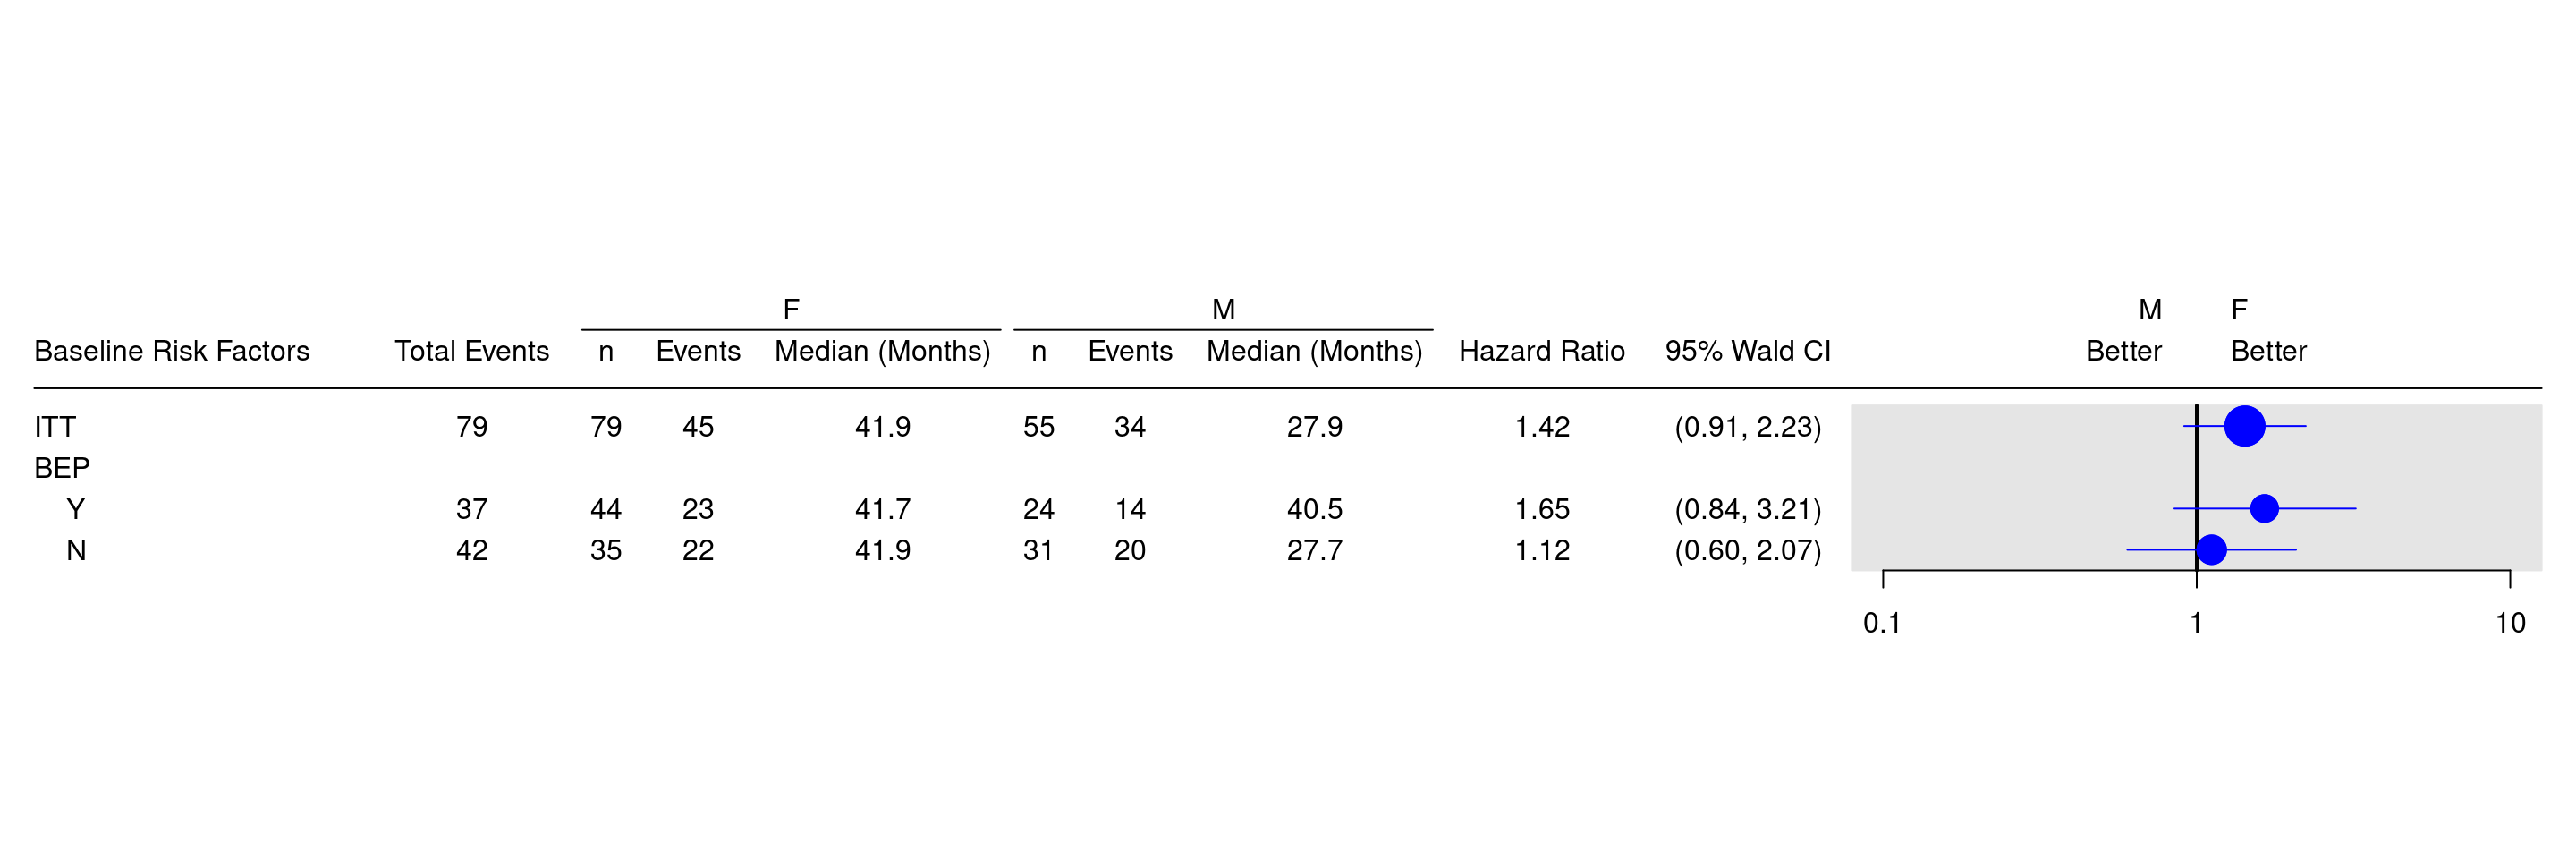 F M M F
Baseline Risk Factors Total Events n Events Median (Months) n Events Median (Months) Hazard Ratio 95% Wald CI Better Better
ITT 79 79 45 41.9 55 34 27.9 1.42 (0.91, 2.23)
BEP
Y 37 44 23 41.7 24 14 40.5 1.65 (0.84, 3.21)
N 42 35 22 41.9 31 20 27.7 1.12 (0.60, 2.07)
0.1 1 10